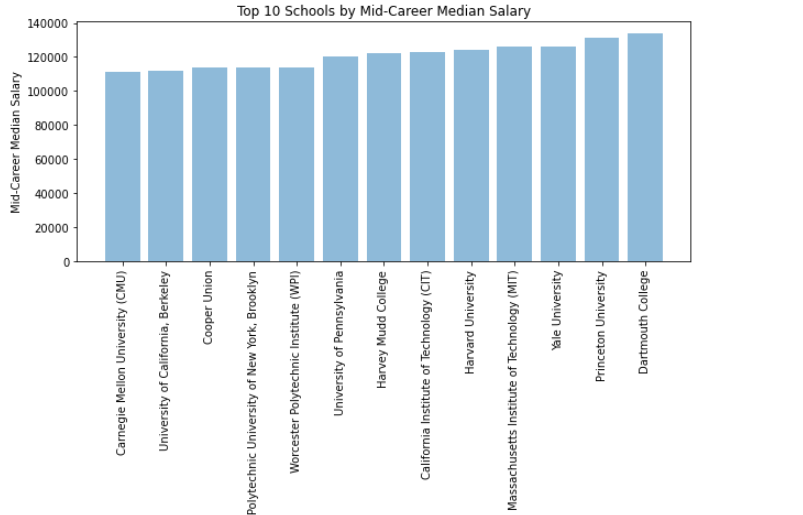 Top 10 Schools by Mid-Career Median Salary
Mid-Career Median Salary
140000
120000
100000
80000
60000
40000
20000
0
Carnegie Mellon University (CMU)
University of California, Berkeley
Cooper Union
Polytechnic University of New York, Brooklyn
Worcester Polytechnic Institute (WPI)
University of Pennsylvania
Harvey Mudd College
California Institute of Technology (CIT)
Harvard University
Massachusetts Institute of Technology (MIT)
Yale University
Princeton University
Dartmouth College